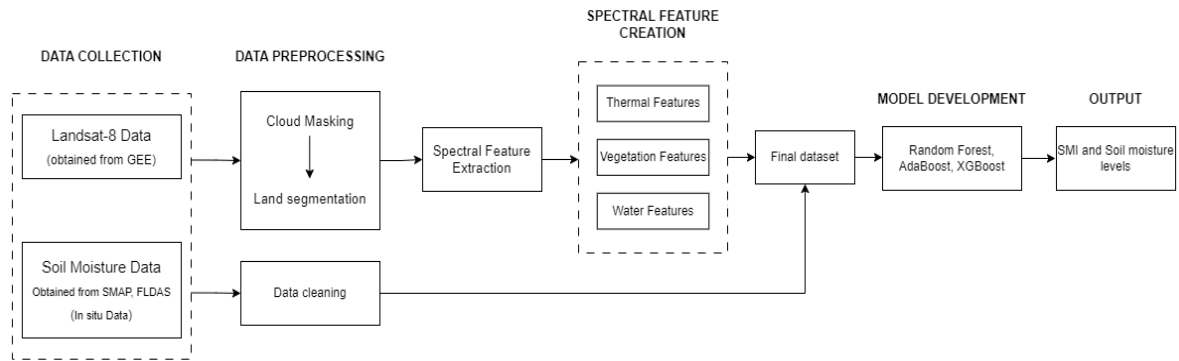 SPECTRAL FEATURE
CREATION
DATA COLLECTION
DATA PREPROCESSING
MODEL DEVELOPMENT
OUTPUT
Landsat-8 Data
(obtained from GEE)
Cloud Masking
Land segmentation
Spectral Feature
Extraction
Thermal Features
Vegetation Features
Water Features
Final dataset
Random Forest,
AdaBoost, XGBoost
SMI and Soil moisture
levels
Soil Moisture Data
Obtained from SMAP, FLDAS
(In situ Data)
Data cleaning